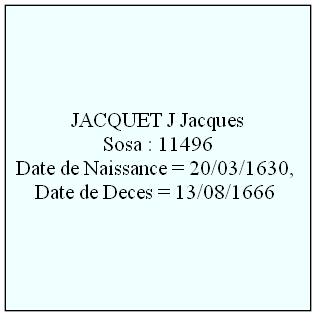 JACQUET J Jacques
Sosa : 11496
Date de Naissance = 20/03/1630,
Date de Deces = 13/08/1666